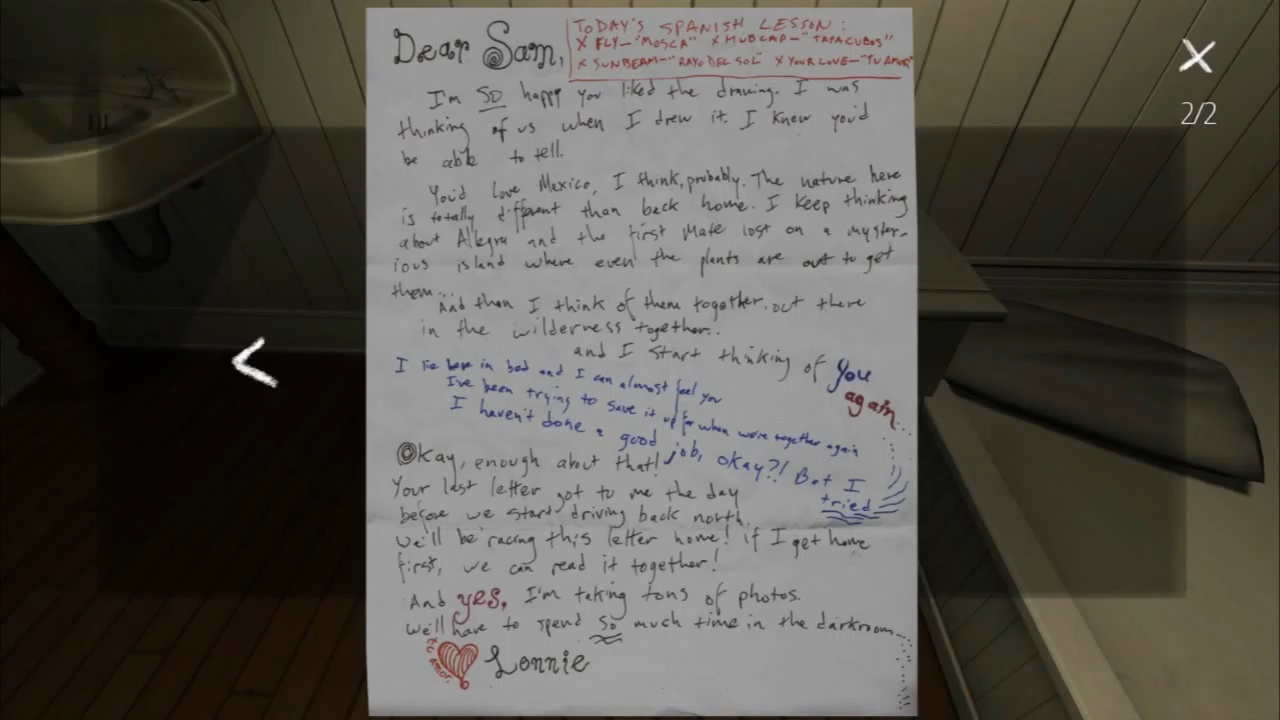 Dear Sam,
TODAY'S SPANISH LESSON:
x FLY-"MOSCA" x HUBCAP-"TAPACUBOS"
x SUNBEAM-"RAYO DEL SOL" x YOUR LOVE-"TU AMOR"
I'm SO happy you liked the drawing. I was
thinking of us when I drew it. I know you'd
be able to tell.
You'd love Mexico, I think, probably. The nature here
is totally different than back home. I keep thinking
about Allegra and the First Mate lost on a myster-
ious island where even the plants are out to get
them...
And then I think of them together. out there
in the wilderness together..
and I start thinking of you
again...
I lie here in bed and I can almost feel you
I've been trying to save it up for when we're together again
I haven't done a good job, okay?! But I
tried
Okay, enough about that!
Your last letter got to me the day
before we start driving back north.
We'll be racing this letter home! if I get home
first, we can read it together!
And yes, I'm taking tons of photos.
We'll have to spend so much time in the darkroom...
tu amor
Lonnie
2/2